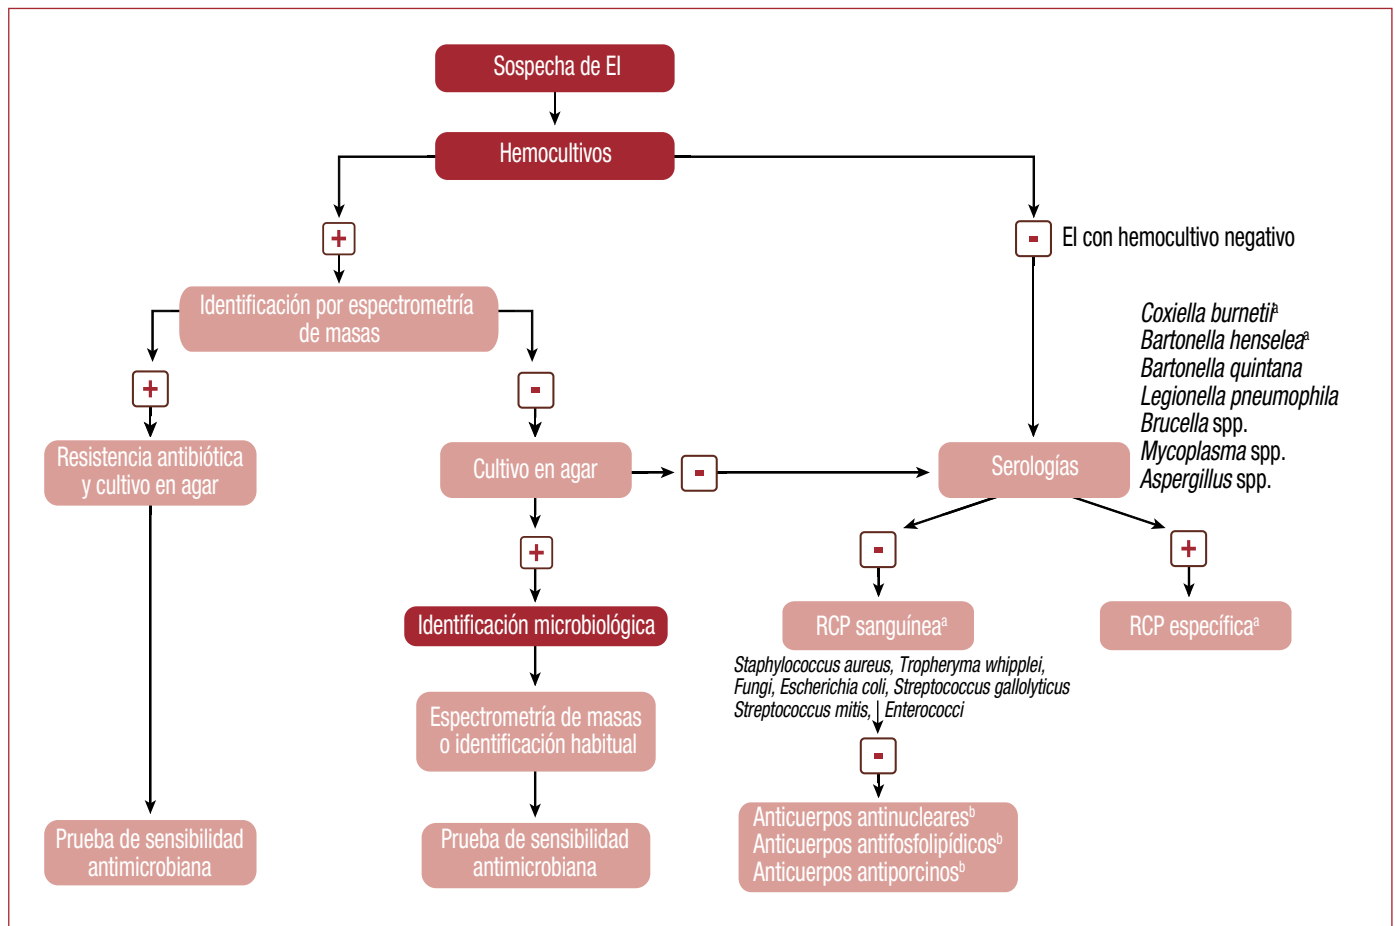 Sospecha de EI
Hemocultivos
+
-
EI con hemocultivo negativo
Identificación por espectrometría
de masas
Coxiella burnetiiᵃ
Bartonella henseleaᵃ
Bartonella quintana
Legionella pneumophila
Brucella spp.
Mycoplasma spp.
Aspergillus spp.
+
-
Resistencia antibiótica
y cultivo en agar
Cultivo en agar
-
Serologías
+
-
+
Identificación microbiológica
RCP sanguíneaᵃ
RCP específicaᵃ
Staphylococcus aureus, Tropheryma whipplei,
Fungi, Escherichia coli, Streptococcus gallolyticus
Streptococcus mitis, Enterococci
Espectrometría de masas
o identificación habitual
-
Prueba de sensibilidad
antimicrobiana
Prueba de sensibilidad
antimicrobiana
Anticuerpos antinuclearesᵇ
Anticuerpos antifosfolipídicosᵇ
Anticuerpos antiporcinosᵇ